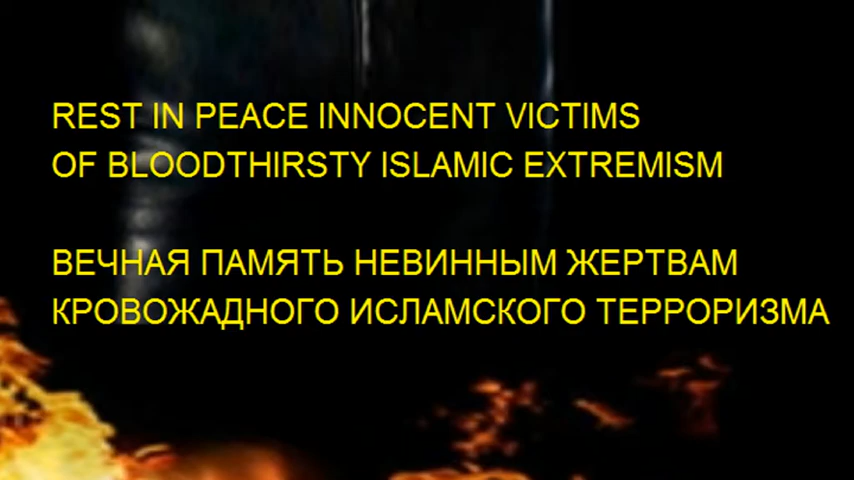 REST IN PEACE INNOCENT VICTIMS
OF BLOODTHIRSTY ISLAMIC EXTREMISM
ВЕЧНАЯ ПАМЯТЬ НЕВИННЫМ ЖЕРТВАМ
КРОВОЖАДНОГО ИСЛАМСКОГО ТЕРРОРИЗМА